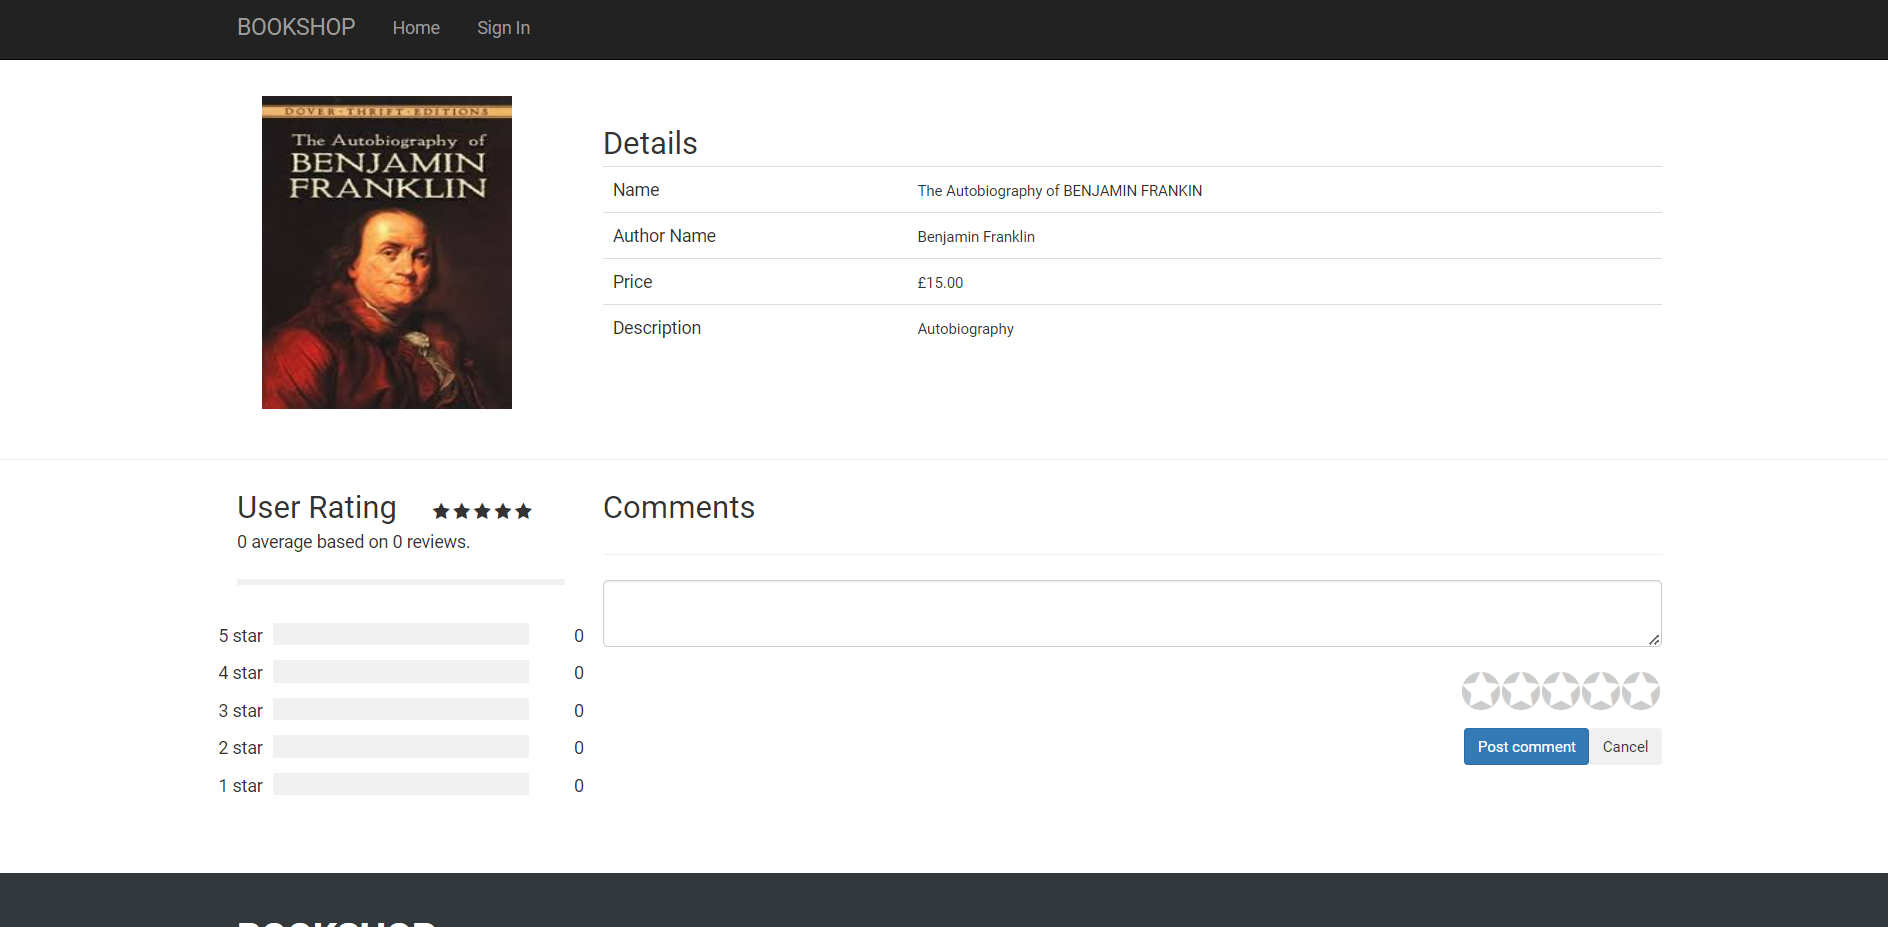 BOOKSHOP Home Sign In
DOVER · THRIFT · EDITIONS
The Autobiography of
BENJAMIN
FRANKLIN
Details
Name The Autobiography of BENJAMIN FRANKIN
Author Name Benjamin Franklin
Price £15.00
Description Autobiography
User Rating
0 average based on 0 reviews.
5 star 0
4 star 0
3 star 0
2 star 0
1 star 0
Comments
Post comment Cancel
BOOKSHOP